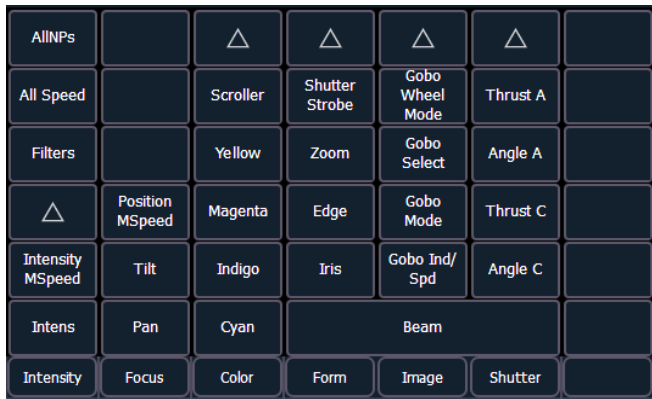 AllNPs
All Speed
Scroller
Shutter
Strobe
Gobo
Wheel
Mode
Thrust A
Filters
Yellow
Zoom
Gobo
Select
Angle A
Position
MSpeed
Magenta
Edge
Gobo
Mode
Thrust C
Intensity
MSpeed
Tilt
Indigo
Iris
Gobo Ind/
Spd
Angle C
Intens
Pan
Cyan
Beam
Intensity
Focus
Color
Form
Image
Shutter